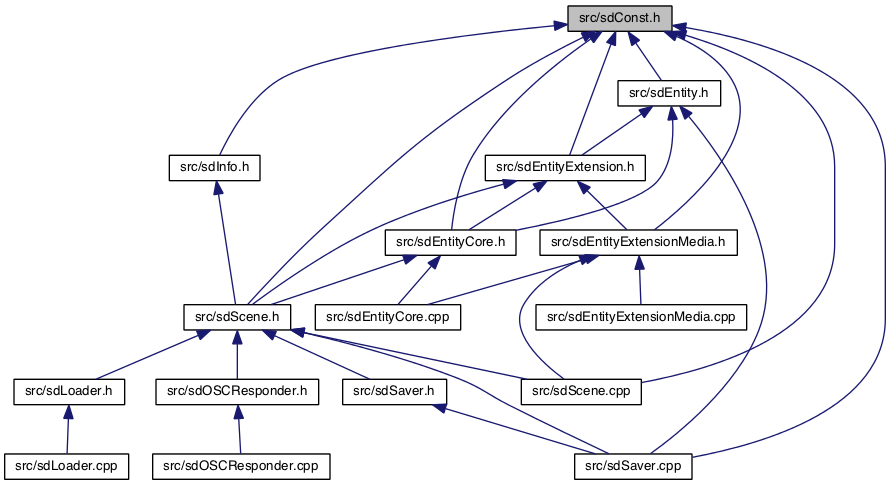 src/sdConst.h
src/sdEntity.h
src/sdInfo.h
src/sdEntityExtension.h
src/sdEntityCore.h
src/sdEntityExtensionMedia.h
src/sdScene.h
src/sdEntityCore.cpp
src/sdEntityExtensionMedia.cpp
src/sdLoader.h
src/sdOSCResponder.h
src/sdSaver.h
src/sdScene.cpp
src/sdLoader.cpp
src/sdOSCResponder.cpp
src/sdSaver.cpp